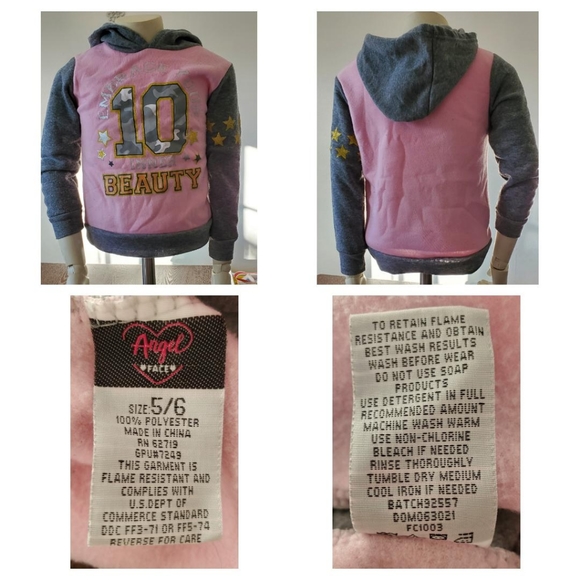 10
BEAUTY
Angel
FACE
SIZE: 5/6
100% POLYESTER
MADE IN CHINA
RN 62719
GPU#7249
THIS GARMENT IS
FLAME RESISTANT AND
COMPLIES WITH
U.S.DEPT OF
COMMERCE STANDARD
DOC FF3-71 OR FF5-74
REVERSE FOR CARE
TO RETAIN FLAME
RESISTANCE AND OBTAIN
BEST WASH RESULTS
WASH BEFORE WEAR
DO NOT USE SOAP
PRODUCTS
USE DETERGENT IN FULL
RECOMMENDED AMOUNT
MACHINE WASH WARM
USE NON-CHLORINE
BLEACH IF NEEDED
RINSE THOROUGHLY
TUMBLE DRY MEDIUM
COOL IRON IF NEEDED
BATCH92557
DOM063021
FC1003